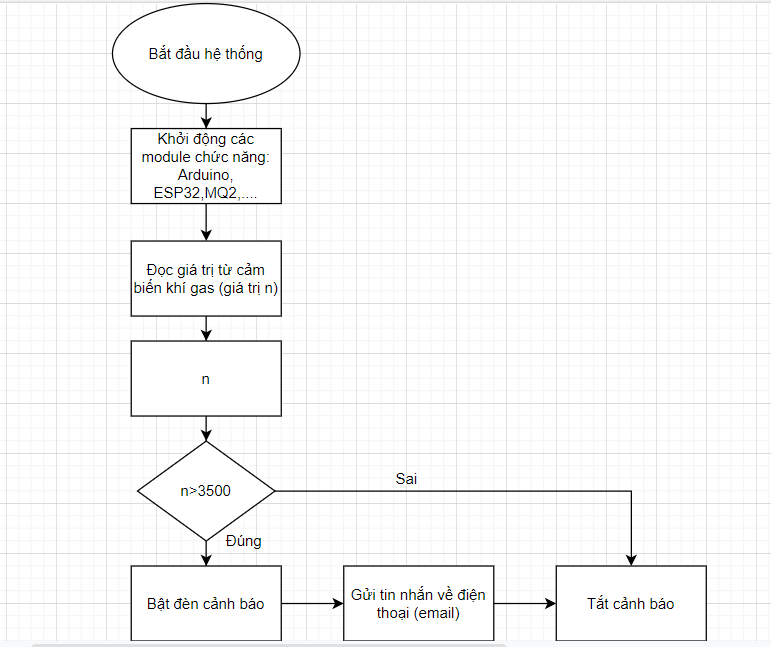 Bắt đầu hệ thống
Khởi động các
module chức năng:
Arduino,
ESP32,MQ2,....
Đọc giá trị từ cảm
biến khí gas (giá trị n)
n
n>3500
Sai
Đúng
Bật đèn cảnh báo
Gửi tin nhắn về điện
thoại (email)
Tắt cảnh báo